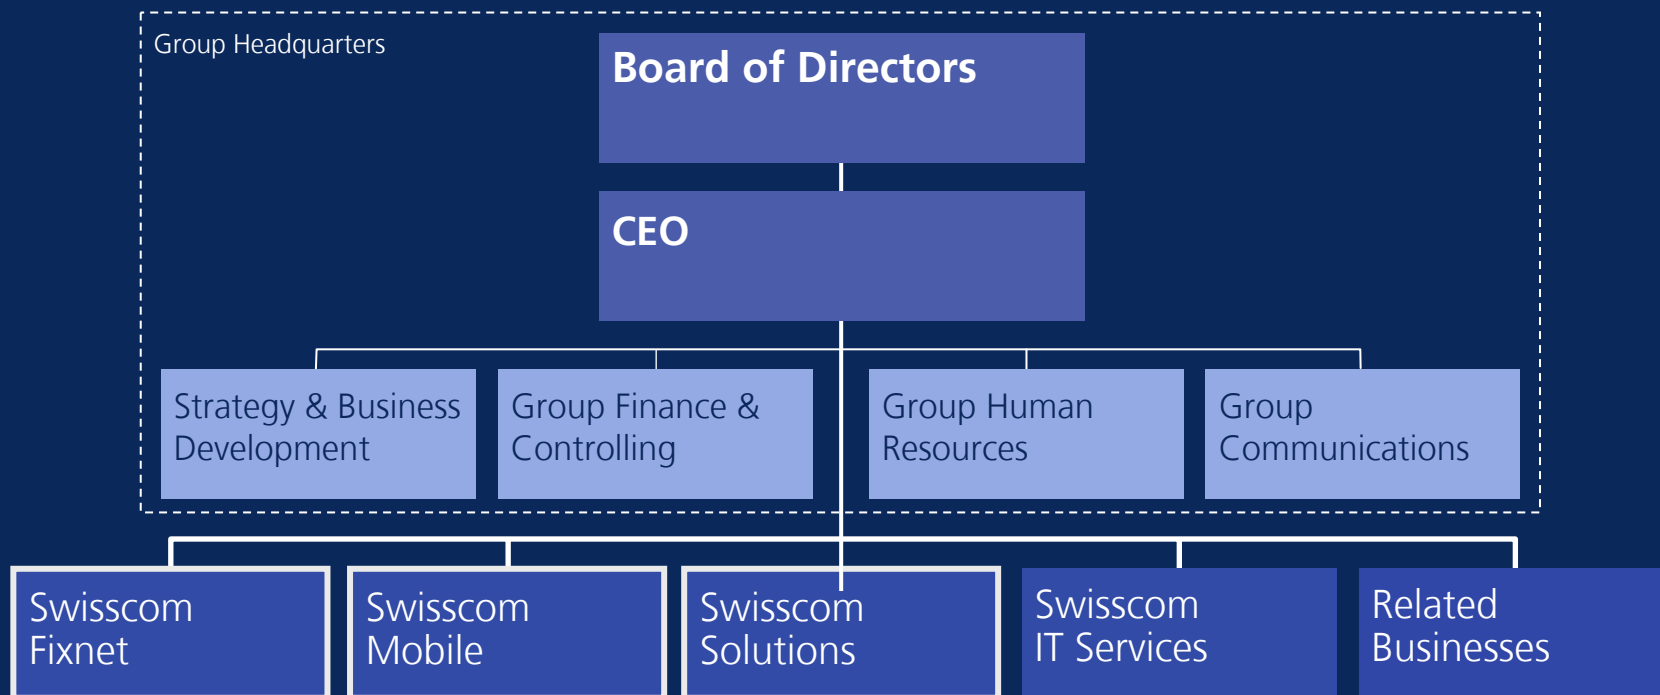 Group Headquarters
Board of Directors
CEO
Strategy & Business
Development
Group Finance &
Controlling
Group Human
Resources
Group
Communications
Swisscom
Fixnet
Swisscom
Mobile
Swisscom
Solutions
Swisscom
IT Services
Related
Businesses